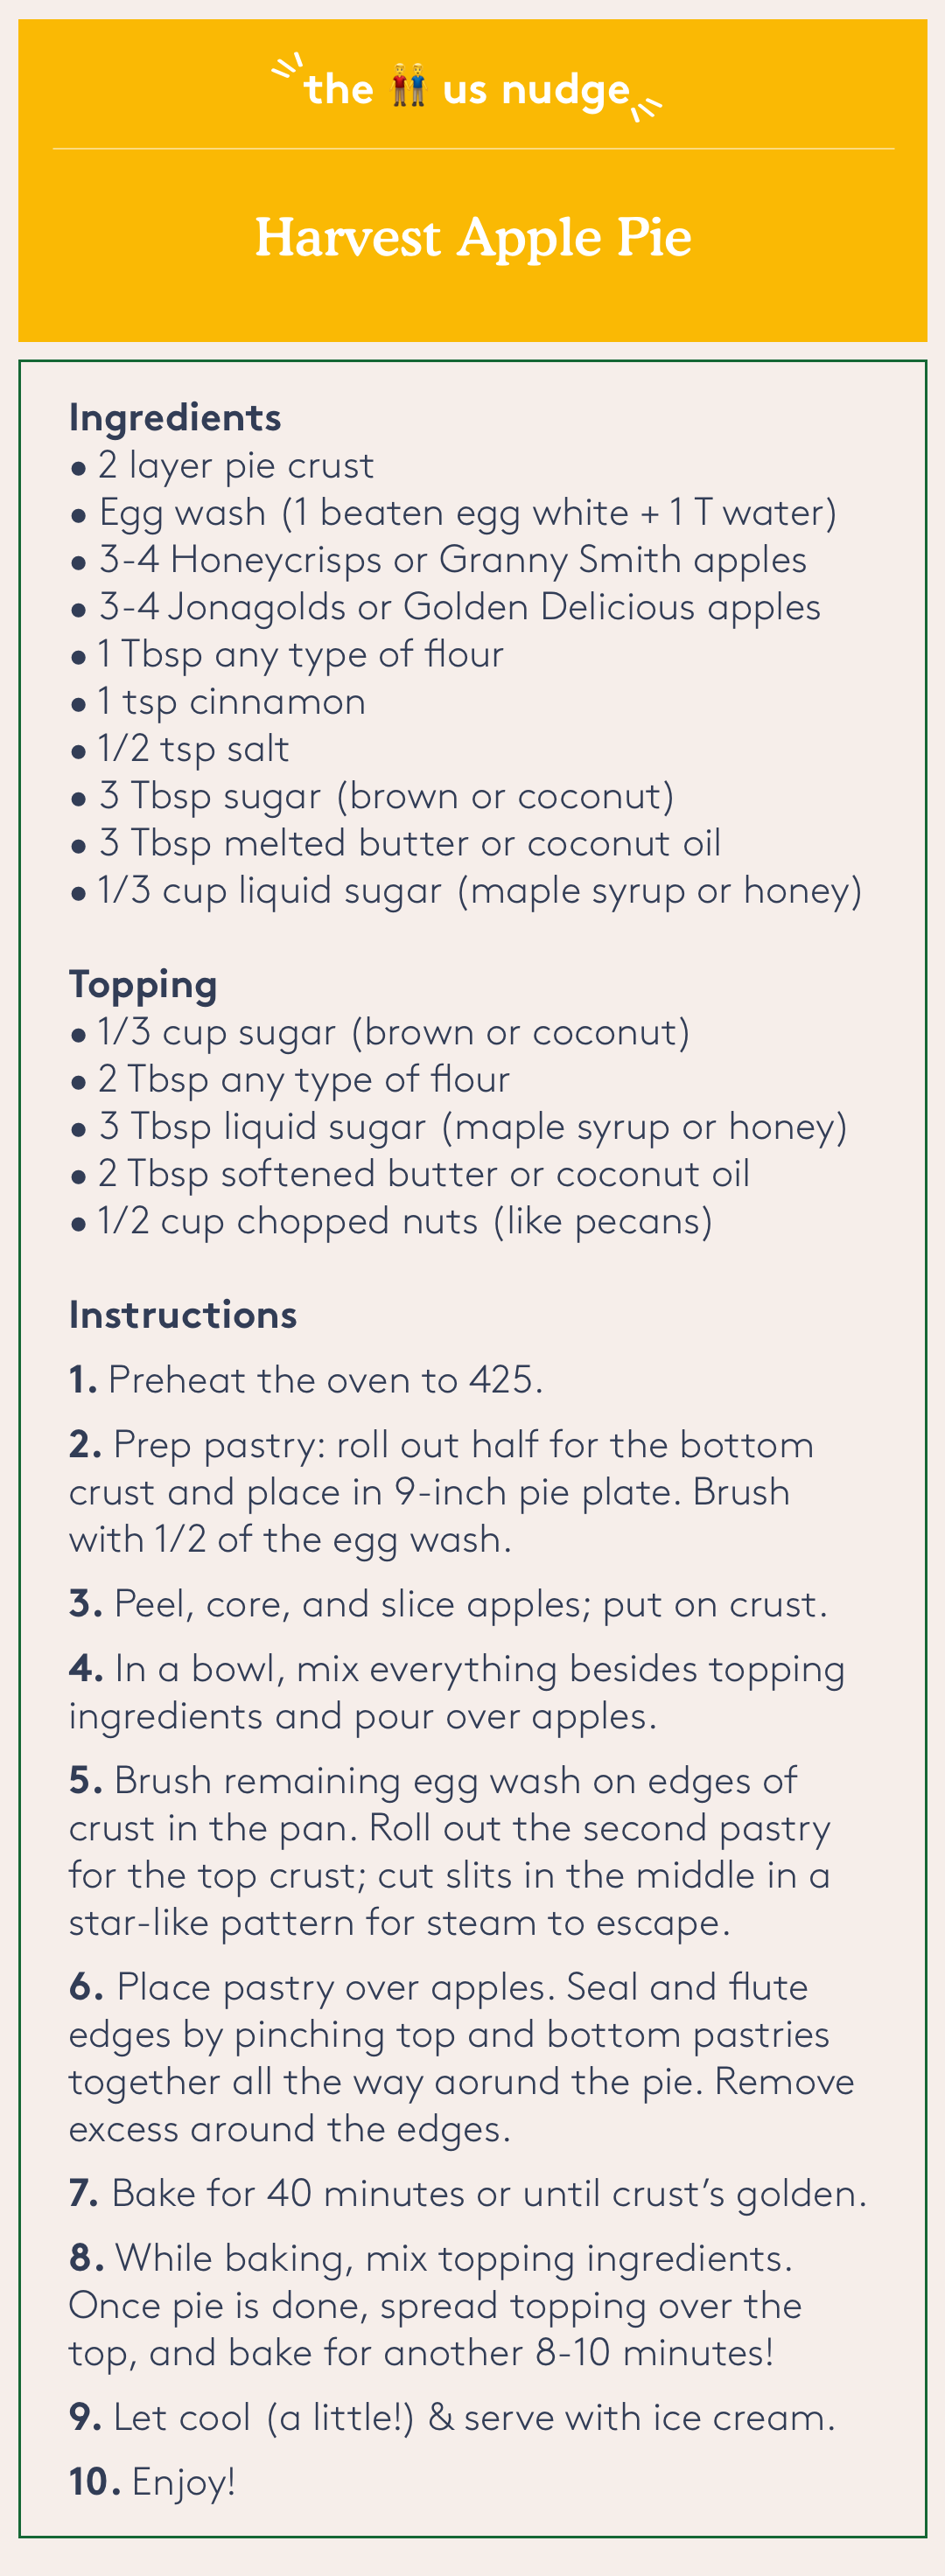 the us nudge
Harvest Apple Pie
Ingredients
• 2 layer pie crust
• Egg wash (1 beaten egg white + 1 T water)
• 3-4 Honeycrisps or Granny Smith apples
• 3-4 Jonagolds or Golden Delicious apples
• 1 Tbsp any type of flour
• 1 tsp cinnamon
• 1/2 tsp salt
• 3 Tbsp sugar (brown or coconut)
• 3 Tbsp melted butter or coconut oil
• 1/3 cup liquid sugar (maple syrup or honey)
Topping
• 1/3 cup sugar (brown or coconut)
• 2 Tbsp any type of flour
• 3 Tbsp liquid sugar (maple syrup or honey)
• 2 Tbsp softened butter or coconut oil
• 1/2 cup chopped nuts (like pecans)
Instructions
1. Preheat the oven to 425.
2. Prep pastry: roll out half for the bottom
crust and place in 9-inch pie plate. Brush
with 1/2 of the egg wash.
3. Peel, core, and slice apples; put on crust.
4. In a bowl, mix everything besides topping
ingredients and pour over apples.
5. Brush remaining egg wash on edges of
crust in the pan. Roll out the second pastry
for the top crust; cut slits in the middle in a
star-like pattern for steam to escape.
6. Place pastry over apples. Seal and flute
edges by pinching top and bottom pastries
together all the way aorund the pie. Remove
excess around the edges.
7. Bake for 40 minutes or until crust’s golden.
8. While baking, mix topping ingredients.
Once pie is done, spread topping over the
top, and bake for another 8-10 minutes!
9. Let cool (a little!) & serve with ice cream.
10. Enjoy!